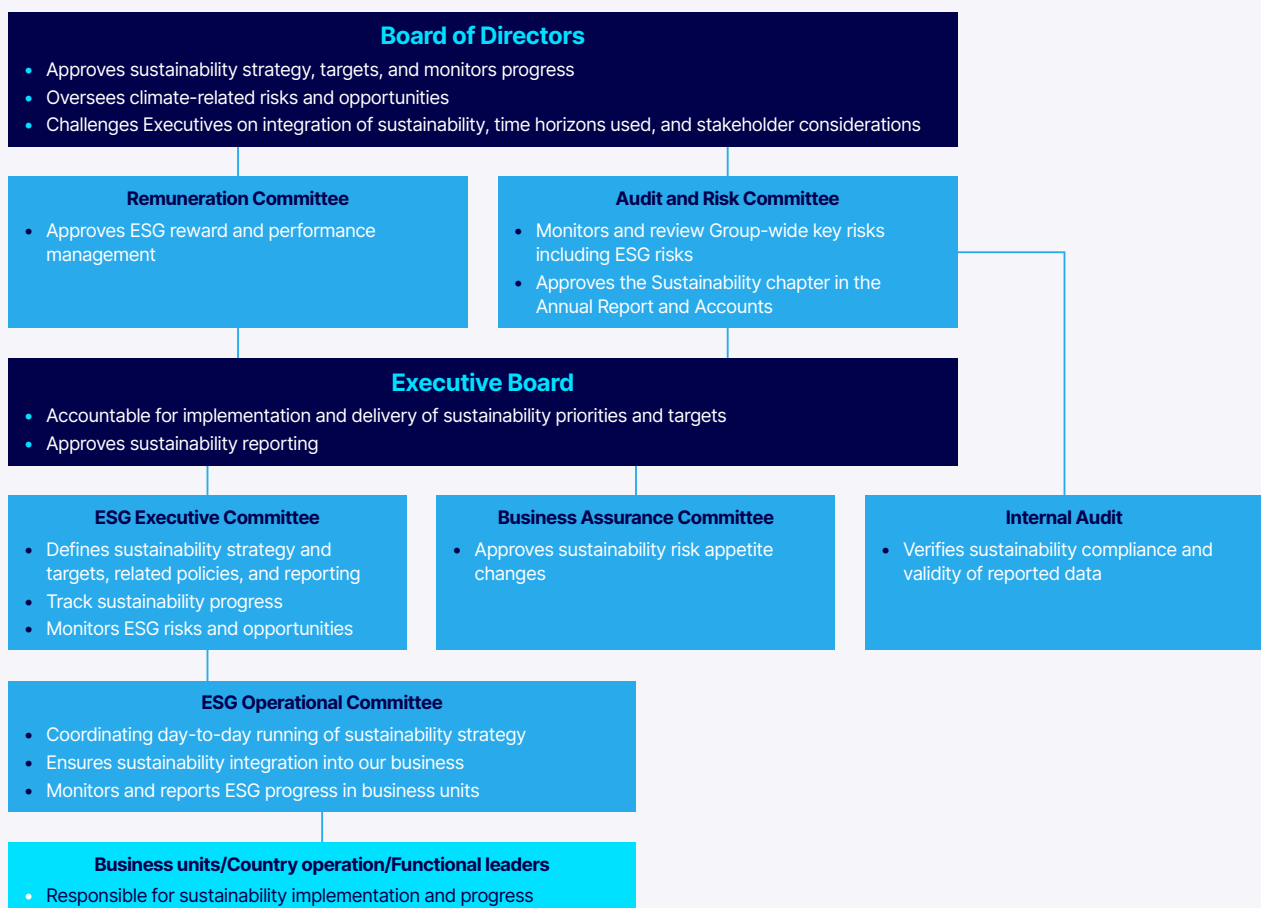 Board of Directors
• Approves sustainability strategy, targets, and monitors progress
• Oversees climate-related risks and opportunities
• Challenges Executives on integration of sustainability, time horizons used, and stakeholder considerations
Remuneration Committee
• Approves ESG reward and performance
management
Audit and Risk Committee
• Monitors and review Group-wide key risks
including ESG risks
• Approves the Sustainability chapter in the
Annual Report and Accounts
Executive Board
• Accountable for implementation and delivery of sustainability priorities and targets
• Approves sustainability reporting
ESG Executive Committee
• Defines sustainability strategy and
targets, related policies, and reporting
• Track sustainability progress
• Monitors ESG risks and opportunities
Business Assurance Committee
• Approves sustainability risk appetite
changes
Internal Audit
• Verifies sustainability compliance and
validity of reported data
ESG Operational Committee
• Coordinating day-to-day running of sustainability strategy
• Ensures sustainability integration into our business
• Monitors and reports ESG progress in business units
Business units/Country operation/Functional leaders
• Responsible for sustainability implementation and progress